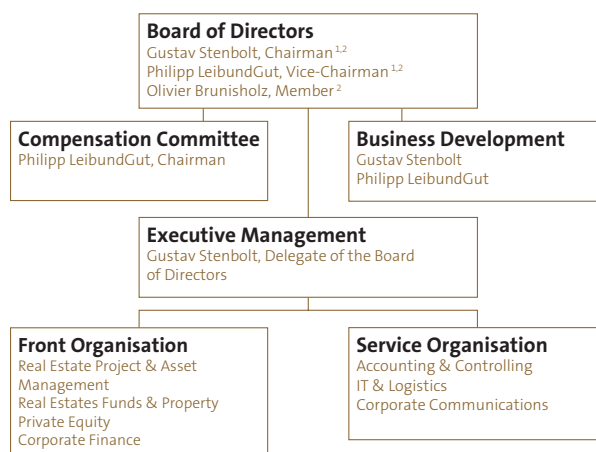 Board of Directors
Gustav Stenbolt, Chairman 1,2
Philipp LeibundGut, Vice-Chairman 1,2
Olivier Brunisholz, Member 2
Compensation Committee
Philipp LeibundGut, Chairman
Business Development
Gustav Stenbolt
Philipp LeibundGut
Executive Management
Gustav Stenbolt, Delegate of the Board
of Directors
Front Organisation
Real Estate Project & Asset
Management
Real Estates Funds & Property
Private Equity
Corporate Finance
Service Organisation
Accounting & Controlling
IT & Logistics
Corporate Communications